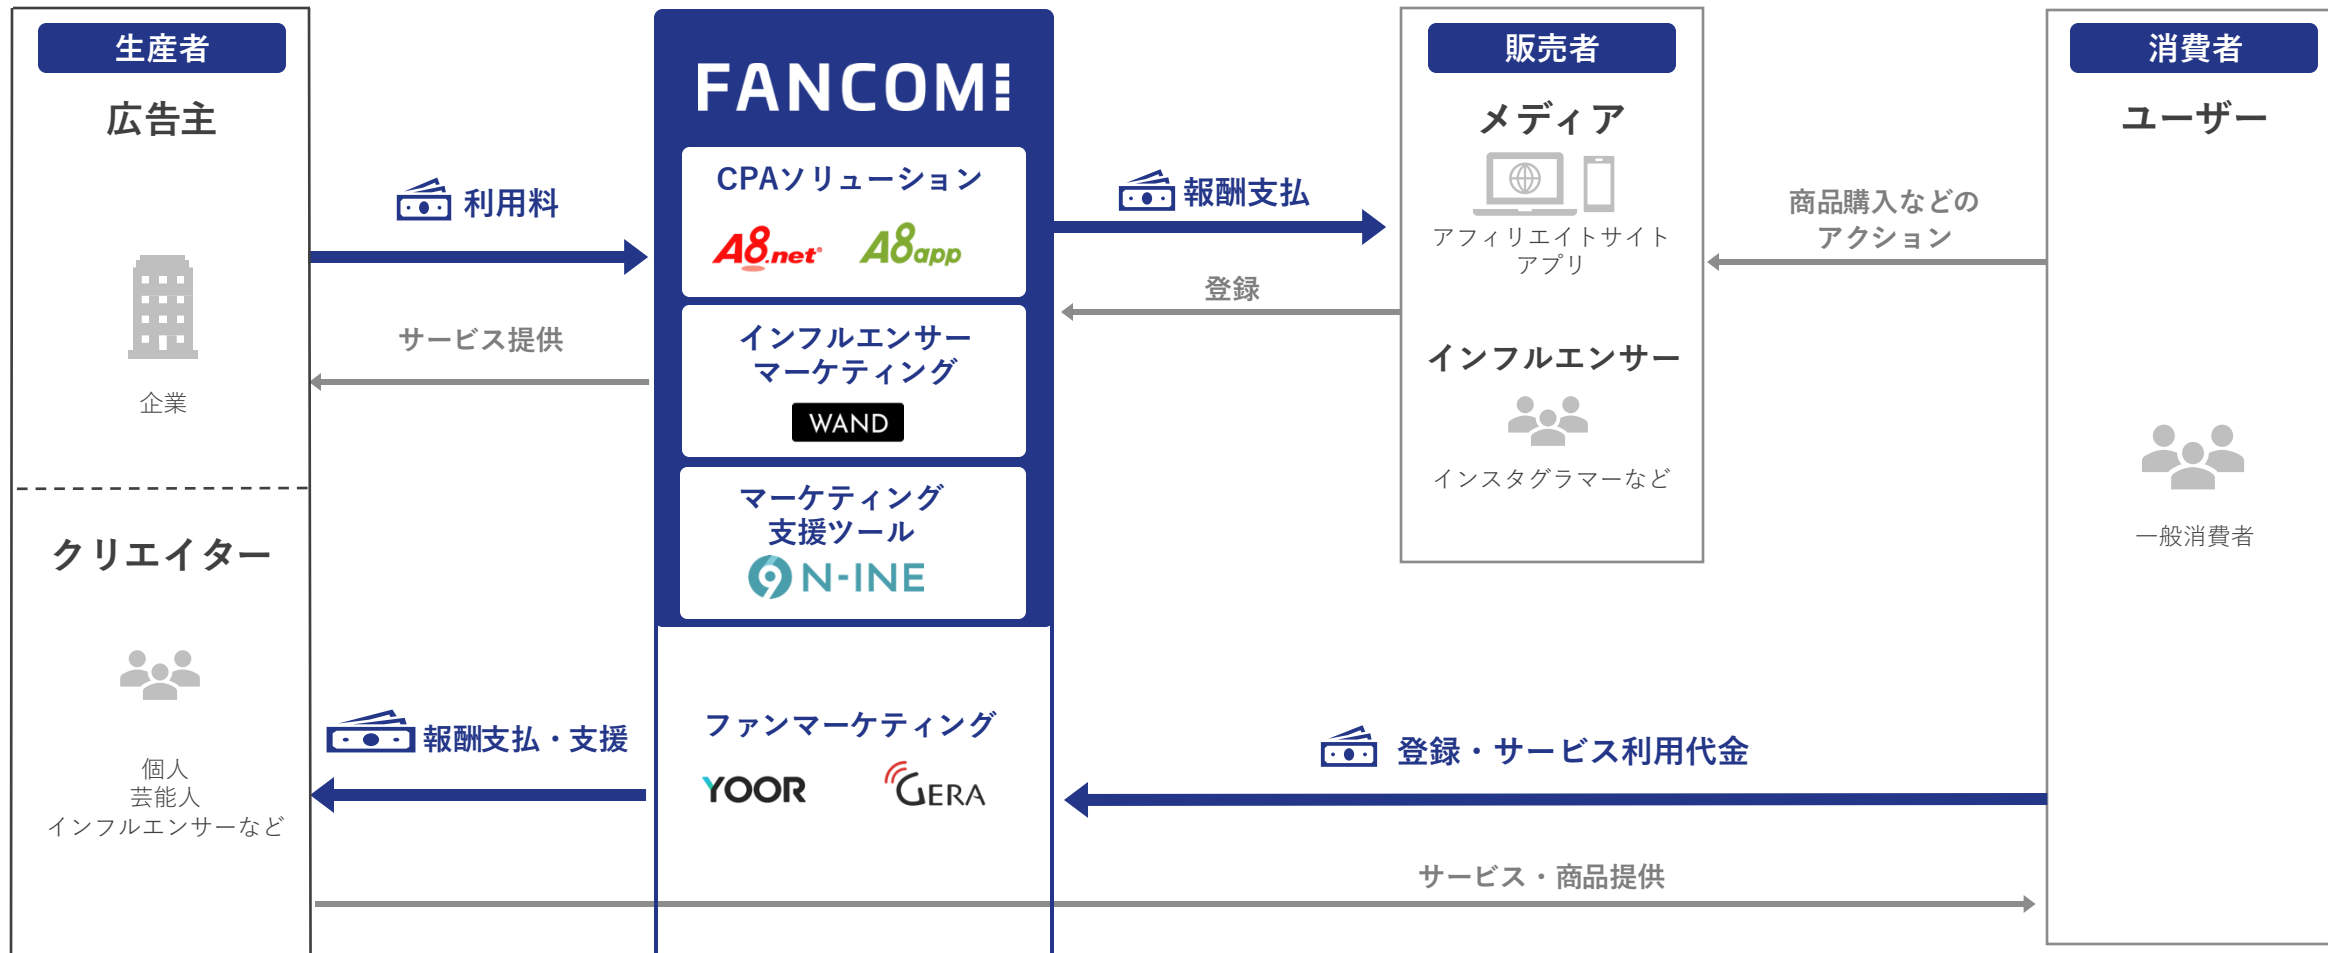 生産者
広告主
企業
クリエイター
個人
芸能人
インフルエンサーなど
利用料
サービス提供
報酬支払・支援
FANCOMI
CPAソリューション
A8.net®
A8app
インフルエンサー
マーケティング
WAND
マーケティング
支援ツール
N-INE
ファンマーケティング
YOOR
GERA
報酬支払
登録
販売者
メディア
アフィリエイトサイト
アプリ
インフルエンサー
インスタグラマーなど
商品購入などの
アクション
登録・サービス利用代金
サービス・商品提供
消費者
ユーザー
一般消費者